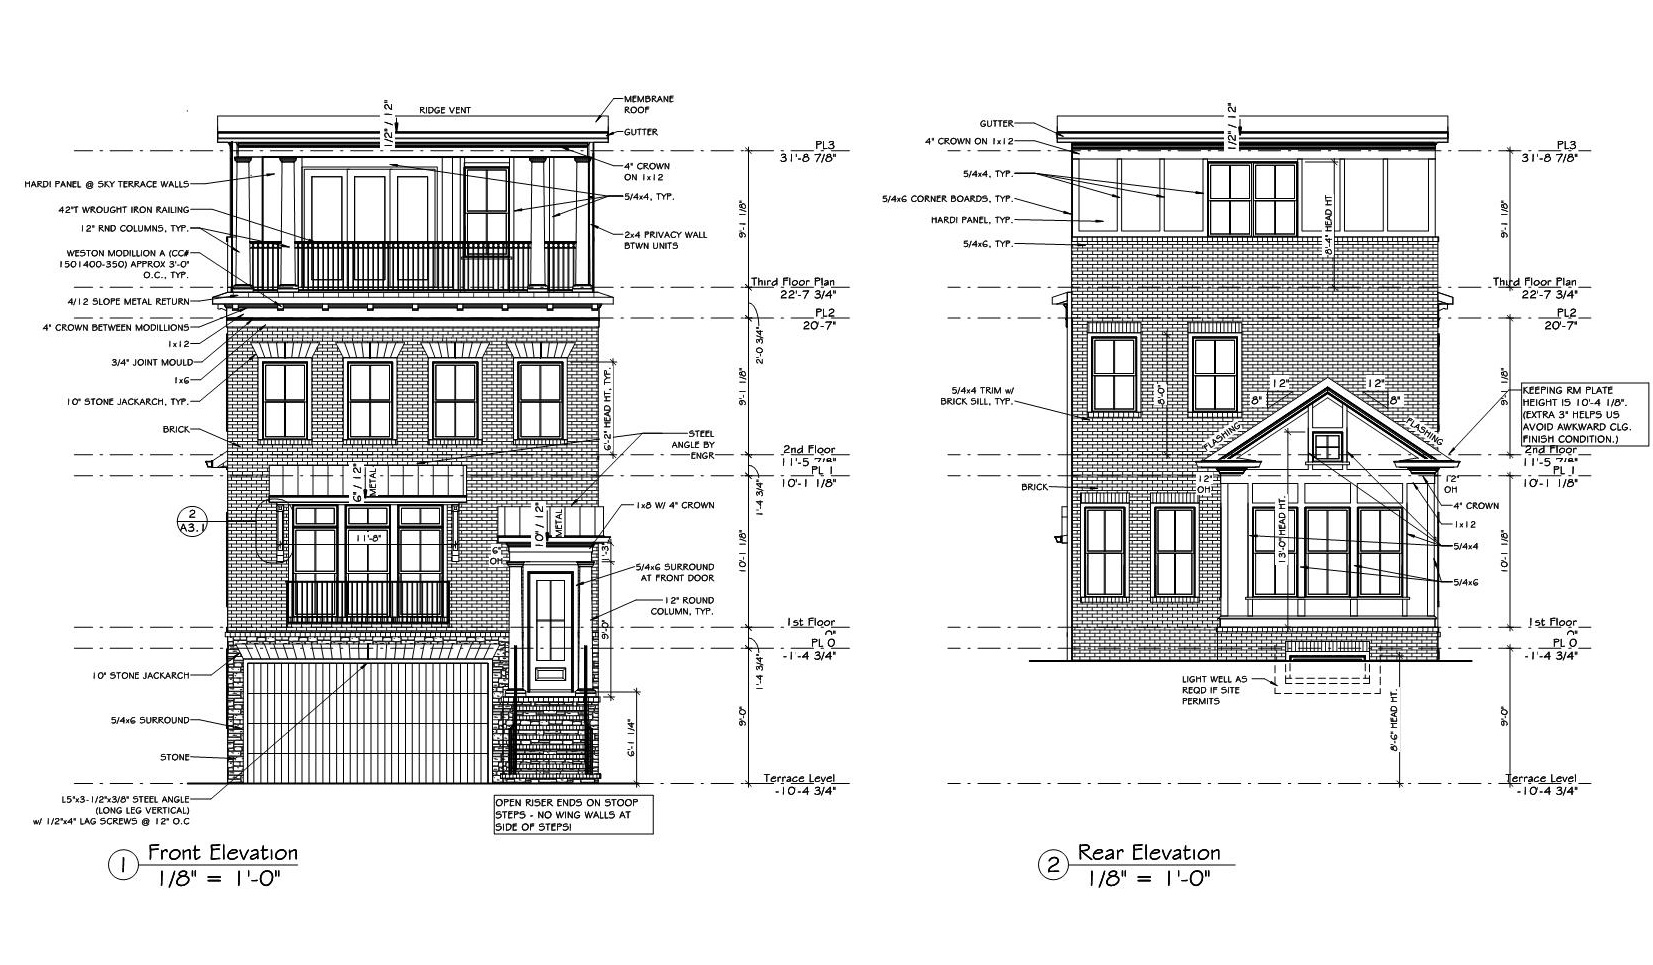 RIDGE VENT
MEMBRANE
ROOF
GUTTER
1/2" / 12"
PL3
31'-8 7/8"
4" CROWN
ON 1x12
HARDI PANEL @ SKY TERRACE WALLS
5/4x4, TYP.
42"T WROUGHT IRON RAILING
12" RND COLUMNS, TYP.
9'-1 1/8"
2x4 PRIVACY WALL
BTWN UNITS
WESTON MODILLION A (CC#
1501400-350) APPROX 3'-0"
O.C., TYP.
Third Floor Plan
22'-7 3/4"
4/12 SLOPE METAL RETURN
PL2
20'-7"
4" CROWN BETWEEN MODILLIONS
1x12
2'-0 3/4"
3/4" JOINT MOULD
1x6
10" STONE JACKARCH, TYP.
6'-2" HEAD HT, TYP.
9'-1 1/8"
BRICK
STEEL
ANGLE BY
ENGR
2nd Floor
11'-5 7/8"
PL 1
10'-1 1/8"
6" / 12"
METAL
1'-4 3/4"
1x8 W/ 4" CROWN
2
A3.1
10" / 12"
METAL
11'-8"
6"
OH
1'-3"
10'-1 1/8"
5/4x6 SURROUND
AT FRONT DOOR
12" ROUND
COLUMN, TYP.
9'-0"
1st Floor
0"
PL 0
-1'-4 3/4"
1'-4 3/4"
10" STONE JACKARCH
5/4x6 SURROUND
6'-1 1/4"
9'-0"
STONE
Terrace Level
-10'-4 3/4"
L5"x3-1/2"x3/8" STEEL ANGLE
(LONG LEG VERTICAL)
w/ 1/2"x4" LAG SCREWS @ 12" O.C
OPEN RISER ENDS ON STOOP
STEPS - NO WING WALLS AT
SIDE OF STEPS!
1
Front Elevation
1/8" = 1'-0"
GUTTER
4" CROWN ON 1x12
1/2" / 12"
PL3
31'-8 7/8"
5/4x4, TYP.
5/4x6 CORNER BOARDS, TYP.
HARDI PANEL, TYP.
5/4x6, TYP.
8'-4" HEAD HT
9'-1 1/8"
Third Floor Plan
22'-7 3/4"
PL2
20'-7"
5/4x4 TRIM w/
BRICK SILL, TYP.
8'-0"
12"
8"
12"
8"
9'-1 1/8"
KEEPING RM PLATE
HEIGHT IS 10'-4 1/8".
(EXTRA 3" HELPS US
AVOID AWKWARD CLG.
FINISH CONDITION.)
FLASHING
FLASHING
2nd Floor
11'-5 7/8"
PL 1
10'-1 1/8"
BRICK
12"
OH
12"
OH
4" CROWN
1x12
5/4x4
5/4x6
13'-0" HEAD HT.
10'-1 1/8"
1st Floor
0"
PL 0
-1'-4 3/4"
LIGHT WELL AS
REQD IF SITE
PERMITS
8'-6" HEAD HT.
9'-0"
Terrace Level
-10'-4 3/4"
2
Rear Elevation
1/8" = 1'-0"